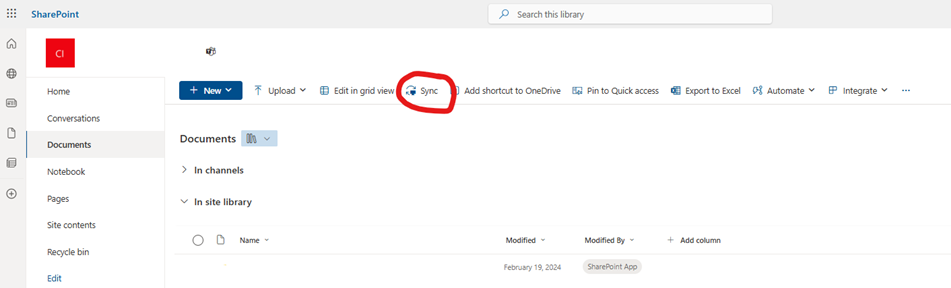 SharePoint
Search this library
CI
New Upload Edit in grid view Sync Add shortcut to OneDrive Pin to Quick access Export to Excel Automate Integrate ...
Home
Conversations
Documents
Notebook
Pages
Site contents
Recycle bin
Edit
Documents
In channels
In site library
Name Modified Modified By Add column
February 19, 2024 SharePoint App